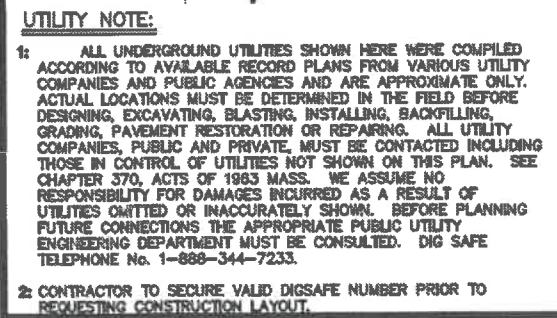 UTILITY NOTE:
1: ALL UNDERGROUND UTILITIES SHOWN HERE WERE COMPILED
ACCORDING TO AVAILABLE RECORD PLANS FROM VARIOUS UTILITY
COMPANIES AND PUBLIC AGENCIES AND ARE APPROXIMATE ONLY.
ACTUAL LOCATIONS MUST BE DETERMINED IN THE FIELD BEFORE
DESIGNING, EXCAVATING, BLASTING, INSTALLING, BACKFILLING,
GRADING, PAVEMENT RESTORATION OR REPAIRING. ALL UTILITY
COMPANIES, PUBLIC AND PRIVATE, MUST BE CONTACTED INCLUDING
THOSE IN CONTROL OF UTILITIES NOT SHOWN ON THIS PLAN. SEE
CHAPTER 370, ACTS OF 1963 MASS. WE ASSUME NO
RESPONSIBILITY FOR DAMAGES INCURRED AS A RESULT OF
UTILITIES OMITTED OR INACCURATELY SHOWN. BEFORE PLANNING
FUTURE CONNECTIONS THE APPROPRIATE PUBLIC UTILITY
ENGINEERING DEPARTMENT MUST BE CONSULTED. DIG SAFE
TELEPHONE No. 1-888-344-7233.
2: CONTRACTOR TO SECURE VALID DIGSAFE NUMBER PRIOR TO
REQUESTING CONSTRUCTION LAYOUT.